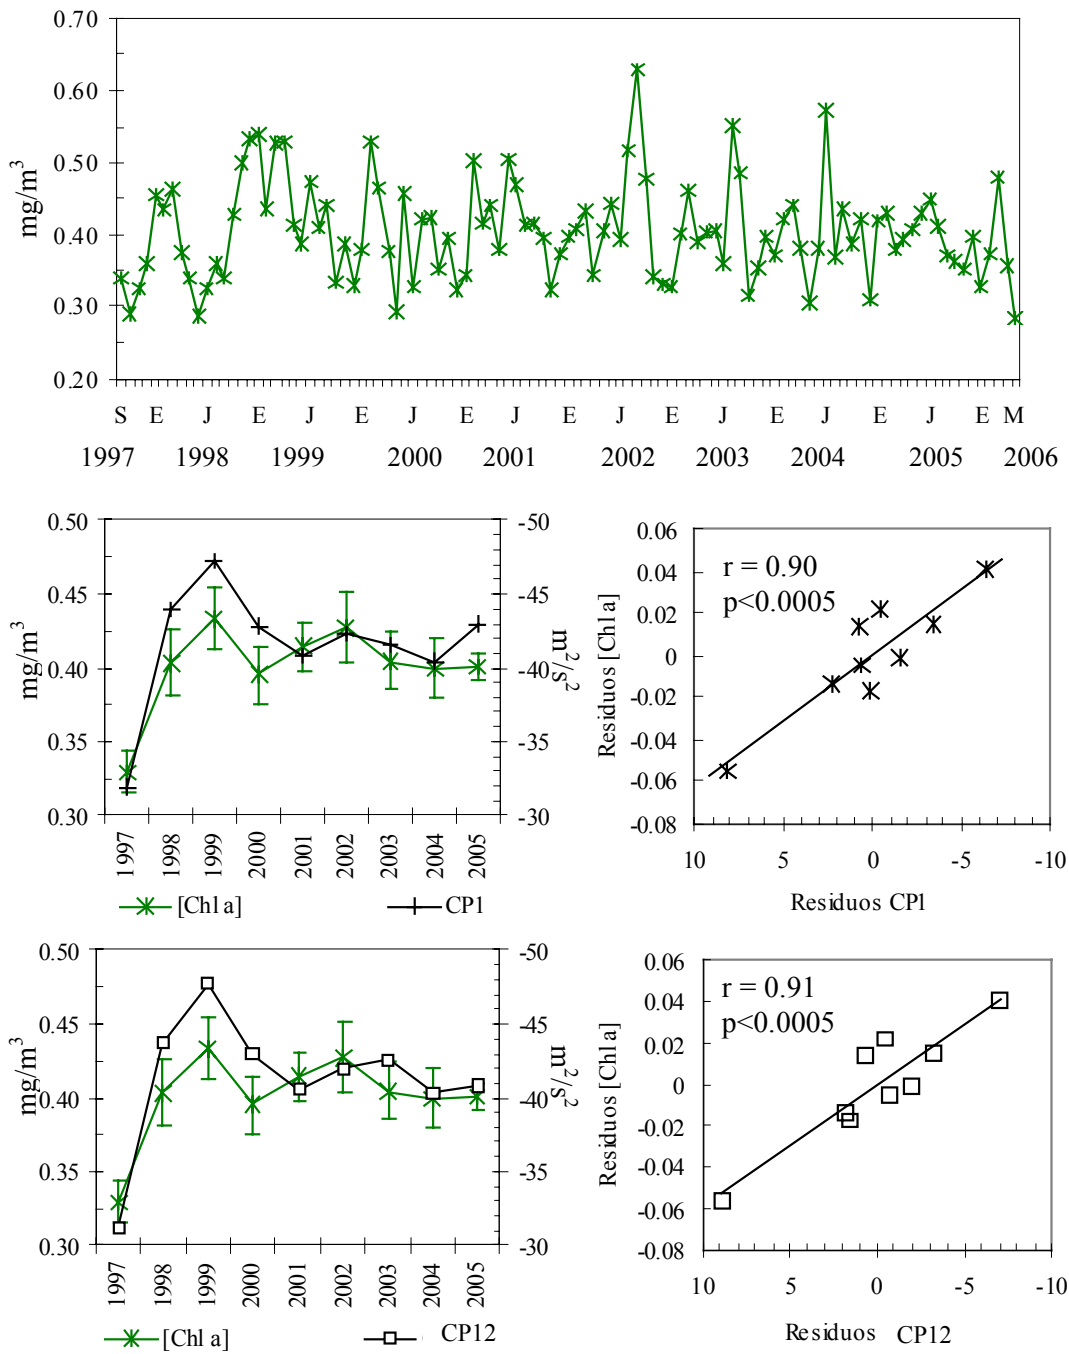 0.70
0.60
0.50
0.40
0.30
0.20
mg/m³
S E J E J E J E J E J E J E J E J E M
1997 1998 1999 2000 2001 2002 2003 2004 2005 2006
0.50
0.45
0.40
0.35
0.30
mg/m³
-50
-45
-40
-35
-30
m²/s²
1997 1998 1999 2000 2001 2002 2003 2004 2005
[Chl a] CP1
r = 0.90
p<0.0005
0.06
0.04
0.02
0
-0.02
-0.04
-0.06
-0.08
Residuos [Chl a]
10 5 0 -5 -10
Residuos CP1
0.50
0.45
0.40
0.35
0.30
mg/m³
-50
-45
-40
-35
-30
m²/s²
1997 1998 1999 2000 2001 2002 2003 2004 2005
[Chl a] CP12
r = 0.91
p<0.0005
0.06
0.04
0.02
0
-0.02
-0.04
-0.06
-0.08
Residuos [Chl a]
10 5 0 -5 -10
Residuos CP12